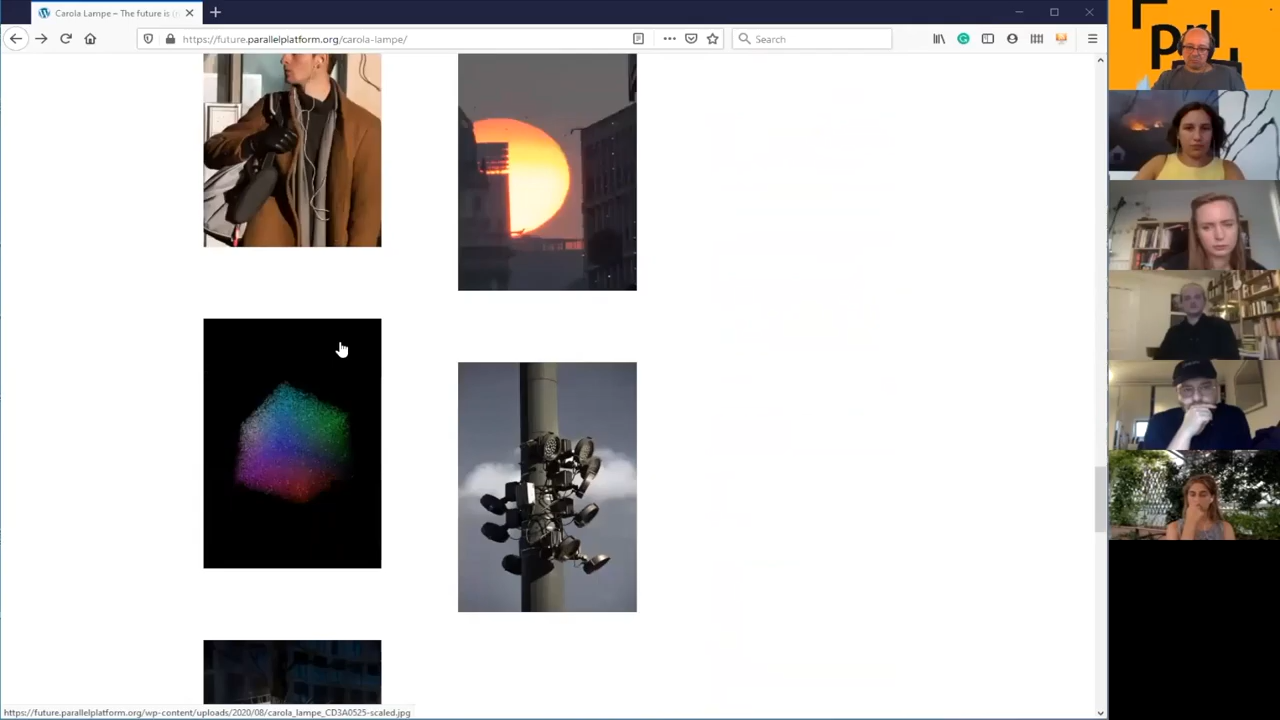 Carola Lampe – The future is
https://future.parallelplatform.org/carola-lampe/
Search
prl
https://future.parallelplatform.org/wp-content/uploads/2020/08/carola_lampe_CD3A0525-scaled.jpg